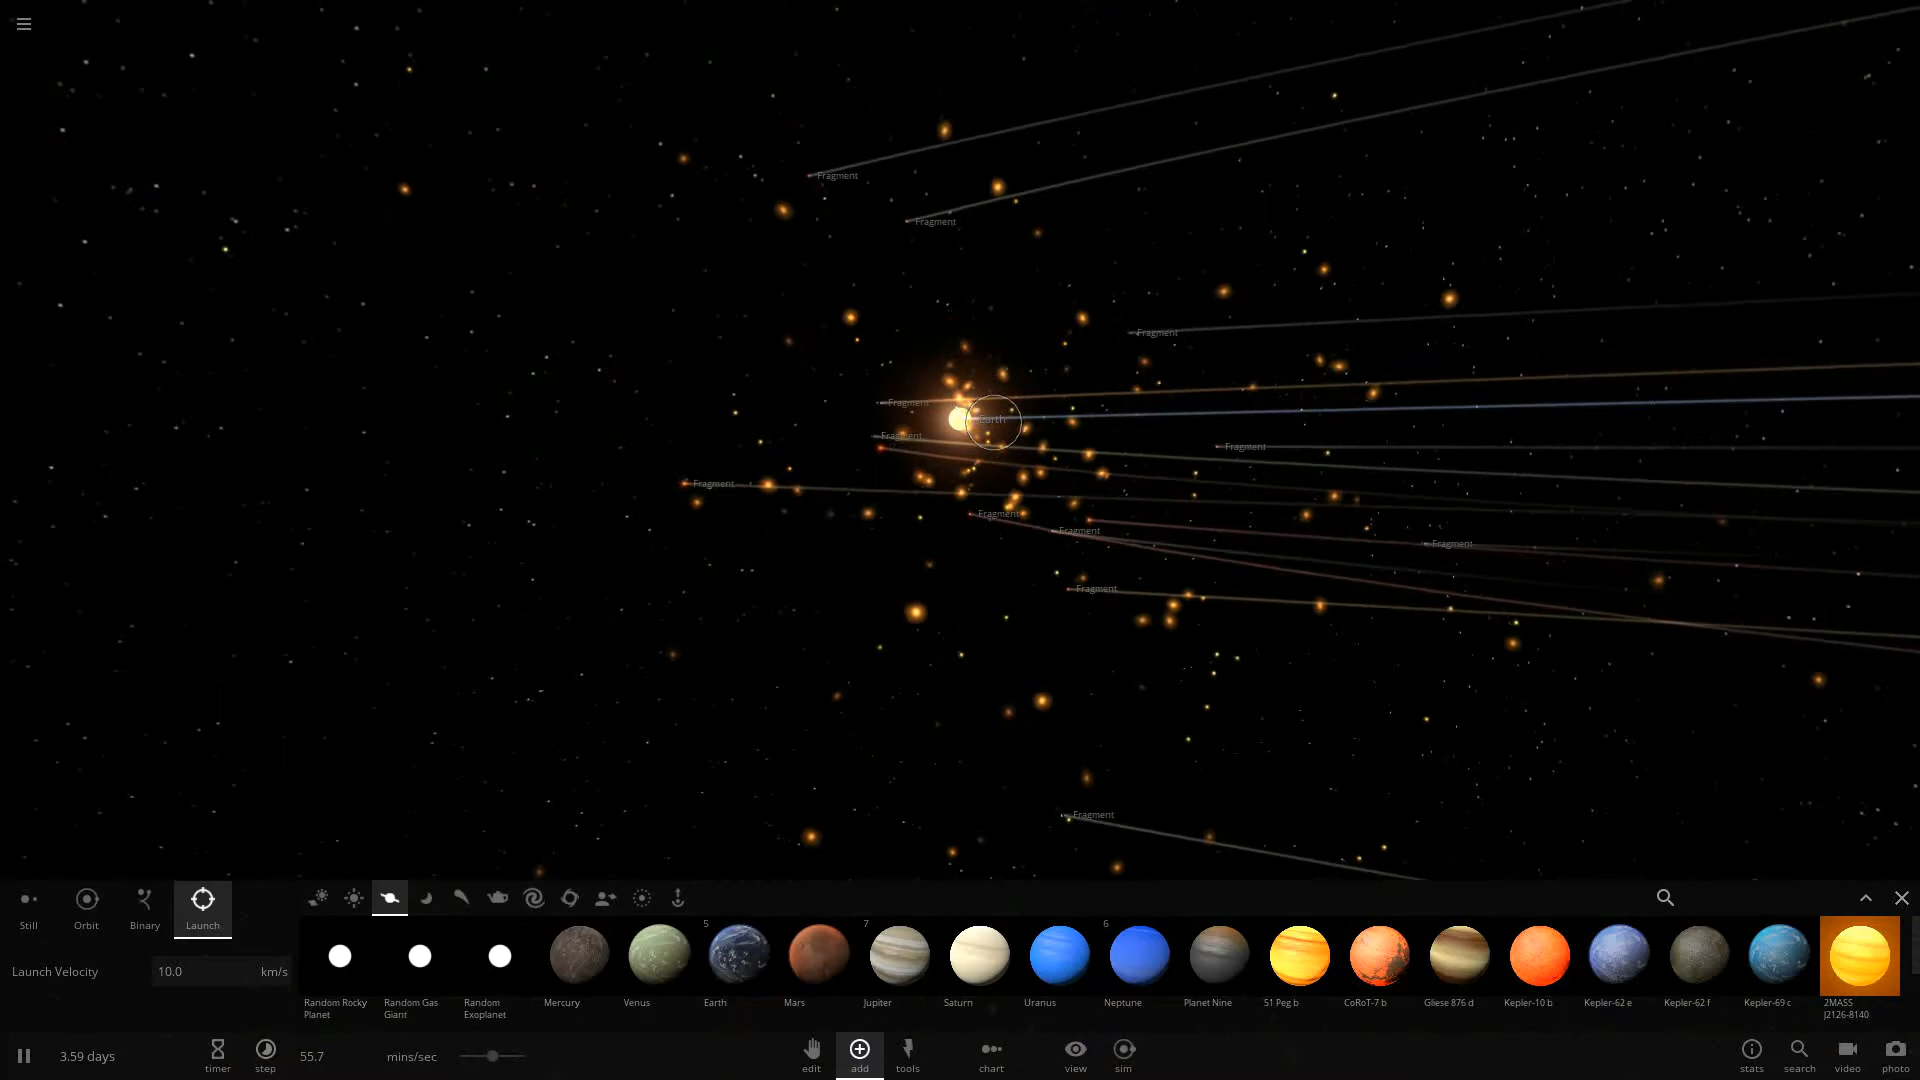 Fragment
Fragment
Fragment
Fragment
Earth
Fragment
Fragment
Fragment
Fragment
Fragment
Fragment
Fragment
Fragment
Still
Orbit
Binary
Launch
Launch Velocity
10.0
km/s
5
7
6
Random Rocky
Planet
Random Gas
Giant
Random
Exoplanet
Mercury
Venus
Earth
Mars
Jupiter
Saturn
Uranus
Neptune
Planet Nine
51 Peg b
CoRoT-7 b
Gliese 876 d
Kepler-10 b
Kepler-62 e
Kepler-62 f
Kepler-69 c
2MASS
J2126-8140
3.59 days
timer
step
55.7
mins/sec
edit
add
tools
chart
view
sim
stats
search
video
photo